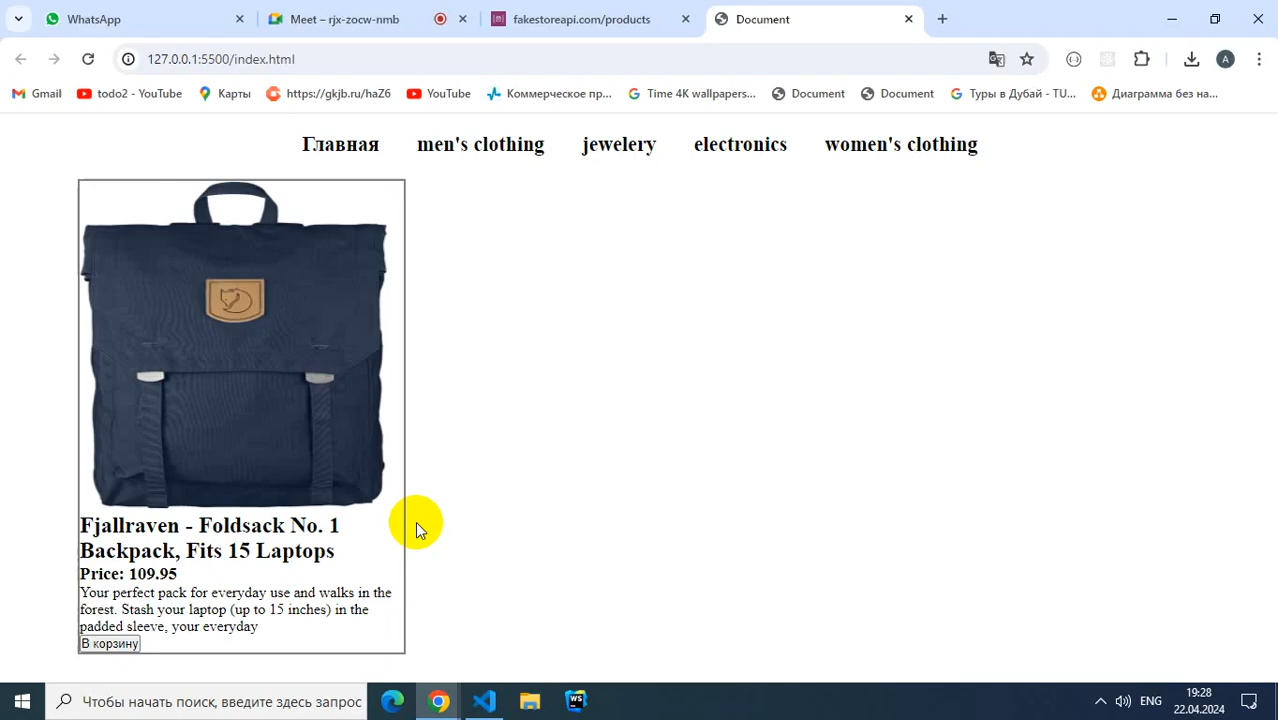 WhatsApp
Meet – rjx-zocw-nmb
fakestoreapi.com/products
Document
127.0.0.1:5500/index.html
Gmail
todo2 - YouTube
Карты
https://gkjb.ru/haZ6
YouTube
Коммерческое пр...
Time 4K wallpapers...
Document
Document
Туры в Дубай - TU...
Диаграмма без на...
Главная men's clothing jewelery electronics women's clothing
Fjallraven - Foldsack No. 1
Backpack, Fits 15 Laptops
Price: 109.95
Your perfect pack for everyday use and walks in the
forest. Stash your laptop (up to 15 inches) in the
padded sleeve, your everyday
В корзину
Чтобы начать поиск, введите здесь запрос
ENG
19:28
22.04.2024